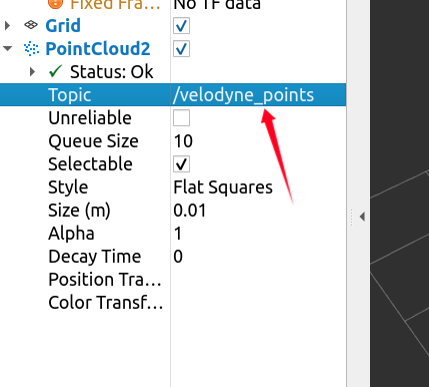 Fixed Fra... No TF data
Grid
PointCloud2
Status: Ok
Topic /velodyne_points
Unreliable
Queue Size 10
Selectable
Style Flat Squares
Size (m) 0.01
Alpha 1
Decay Time 0
Position Tra...
Color Transf...